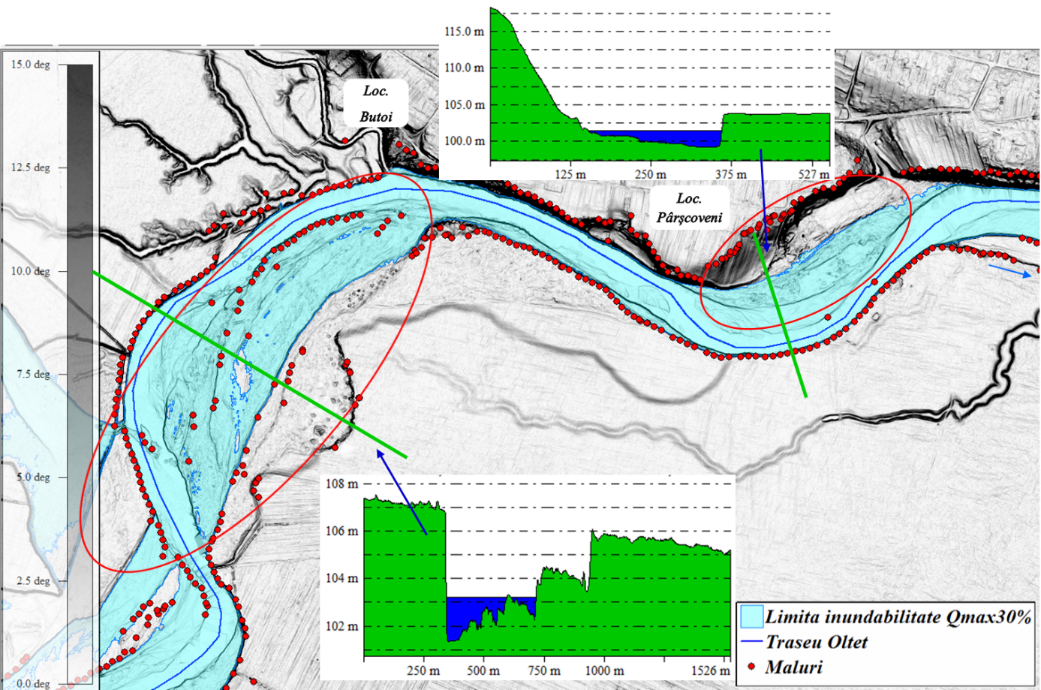 115.0 m
110.0 m
105.0 m
100.0 m
125 m 250 m 375 m 527 m
15.0 deg
12.5 deg
10.0 deg
7.5 deg
5.0 deg
2.5 deg
0.0 deg
Loc.
Butoi
Loc.
Pârşcoveni
108 m
106 m
104 m
102 m
250 m 500 m 750 m 1000 m 1526 m
Limita inundabilitate Qmax30%
Traseu Oltet
Maluri